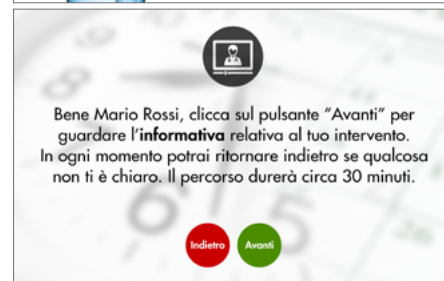 Bene Mario Rossi, clicca sul pulsante “Avanti” per
guardare l’informativa relativa al tuo intervento.
In ogni momento potrai ritornare indietro se qualcosa
non ti è chiaro. Il percorso durerà circa 30 minuti.
Indietro Avanti